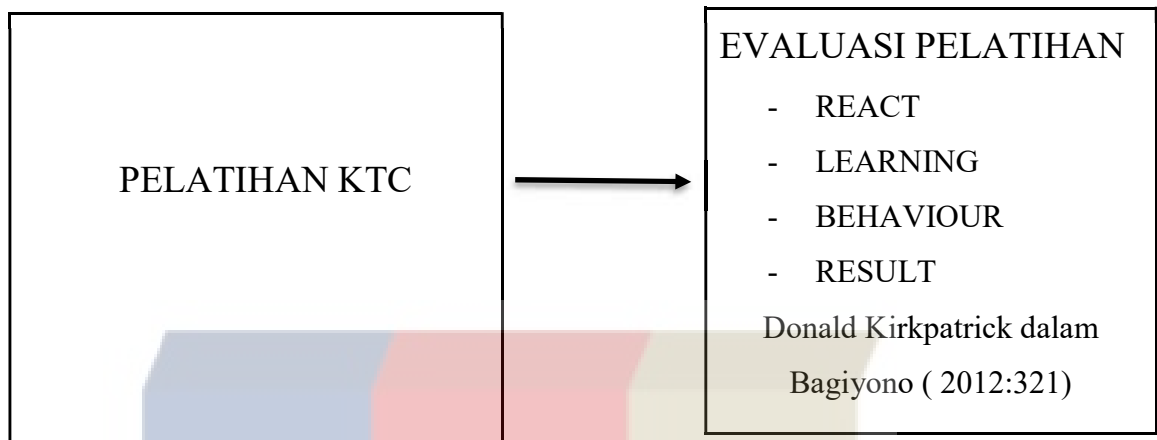 PELATIHAN KTC
EVALUASI PELATIHAN
- REACT
- LEARNING
- BEHAVIOUR
- RESULT
Donald Kirkpatrick dalam
Bagiyono ( 2012:321)